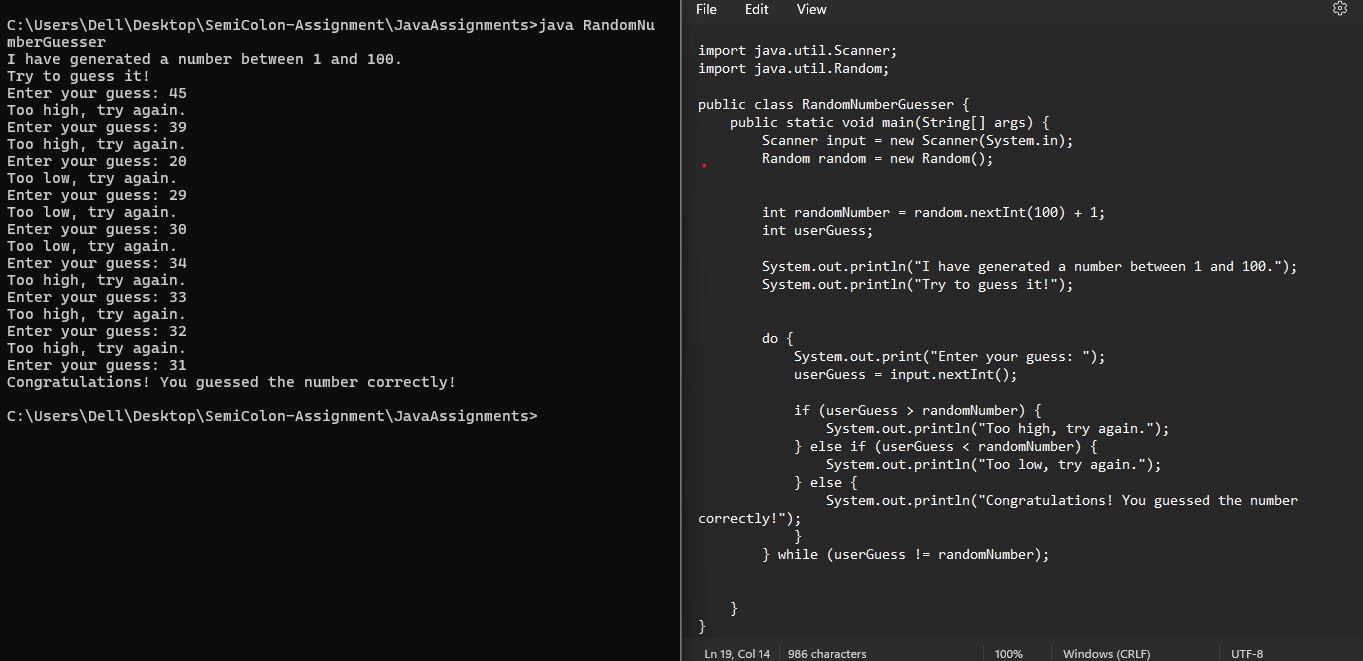 C:\Users\Dell\Desktop\SemiColon-Assignment\JavaAssignments>java RandomNu
mberGuesser
I have generated a number between 1 and 100.
Try to guess it!
Enter your guess: 45
Too high, try again.
Enter your guess: 39
Too high, try again.
Enter your guess: 20
Too low, try again.
Enter your guess: 29
Too low, try again.
Enter your guess: 30
Too low, try again.
Enter your guess: 34
Too high, try again.
Enter your guess: 33
Too high, try again.
Enter your guess: 32
Too high, try again.
Enter your guess: 31
Congratulations! You guessed the number correctly!

C:\Users\Dell\Desktop\SemiColon-Assignment\JavaAssignments>
File Edit View
import java.util.Scanner;
import java.util.Random;

public class RandomNumberGuesser {
    public static void main(String[] args) {
        Scanner input = new Scanner(System.in);
        Random random = new Random();


        int randomNumber = random.nextInt(100) + 1;
        int userGuess;

        System.out.println("I have generated a number between 1 and 100.");
        System.out.println("Try to guess it!");


        do {
            System.out.print("Enter your guess: ");
            userGuess = input.nextInt();

            if (userGuess > randomNumber) {
                System.out.println("Too high, try again.");
            } else if (userGuess < randomNumber) {
                System.out.println("Too low, try again.");
            } else {
                System.out.println("Congratulations! You guessed the number
correctly!");
            }
        } while (userGuess != randomNumber);


    }
}
Ln 19, Col 14 986 characters 100% Windows (CRLF) UTF-8